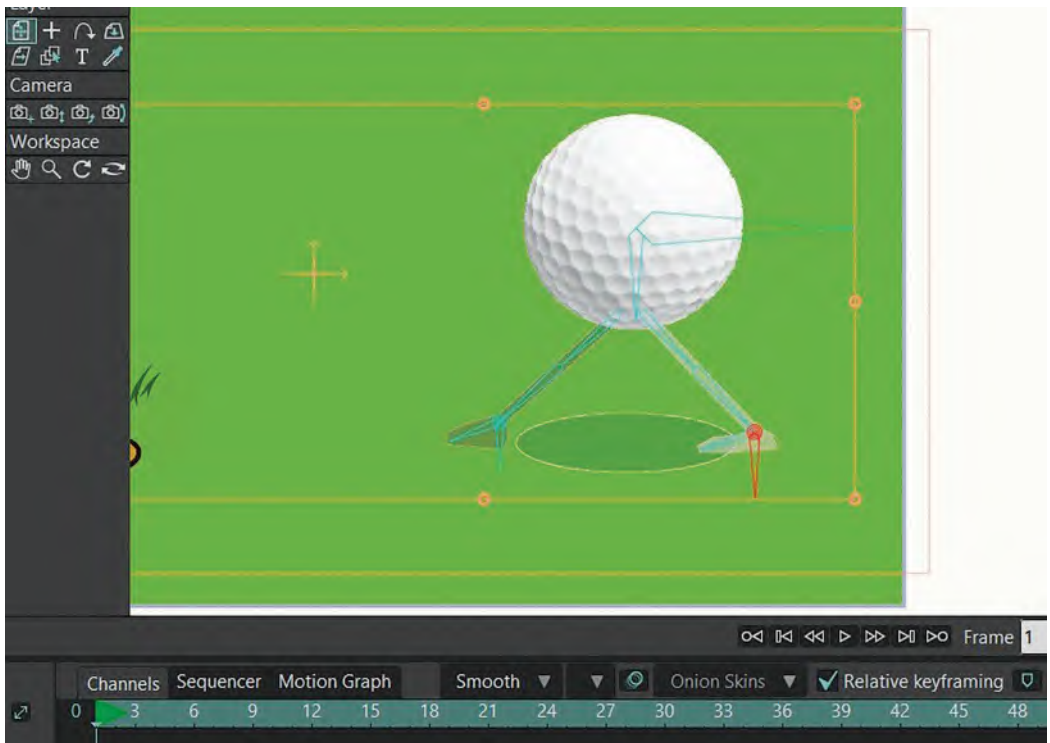 Layer
T
Camera
Workspace
Frame 1
Channels Sequencer Motion Graph Smooth Onion Skins Relative keyframing
0 3 6 9 12 15 18 21 24 27 30 33 36 39 42 45 48